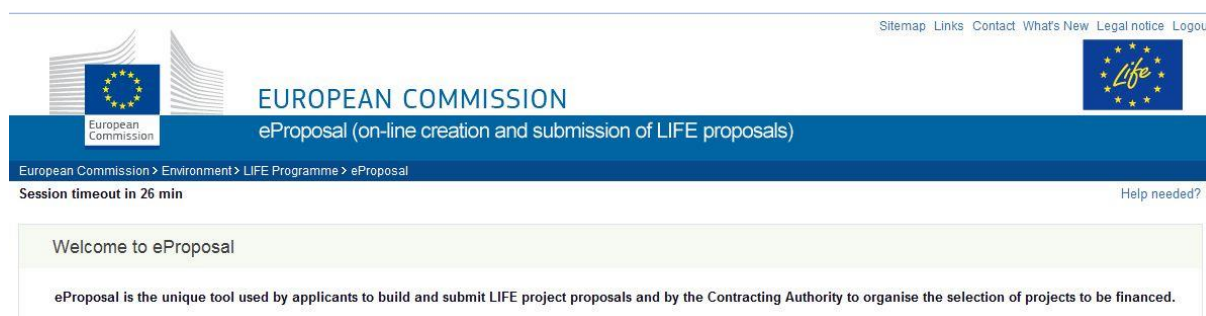 Sitemap Links Contact What's New Legal notice Logou
Life
EUROPEAN COMMISSION
European
Commission
eProposal (on-line creation and submission of LIFE proposals)
European Commission > Environment > LIFE Programme > eProposal
Session timeout in 26 min
Help needed?
Welcome to eProposal
eProposal is the unique tool used by applicants to build and submit LIFE project proposals and by the Contracting Authority to organise the selection of projects to be financed.